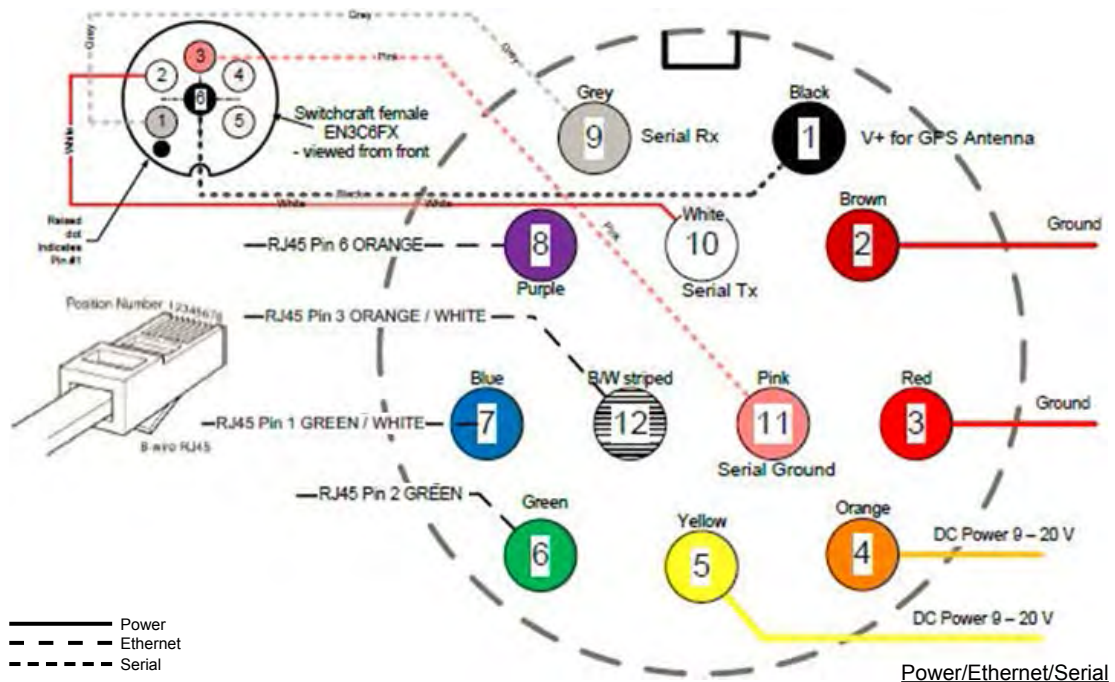 Grey
Grey
Grey
Pink
3
2
4
6
1
5
Switchcraft female
EN3C6FX
- viewed from front
White
Raised
dot
Indicates
Pin #1
Black
White
White
Pink
Grey
9
Serial Rx
Black
1
V+ for GPS Antenna
Brown
2
Ground
White
10
Serial Tx
RJ45 Pin 6 ORANGE
8
Purple
Position Number 12345678
8-wire RJ45
RJ45 Pin 3 ORANGE / WHITE
B/W striped
12
Pink
11
Serial Ground
Red
3
Ground
Blue
7
RJ45 Pin 1 GREEN / WHITE
RJ45 Pin 2 GREEN
Green
6
Yellow
5
Orange
4
DC Power 9 – 20 V
DC Power 9 – 20 V
Power
Ethernet
Serial
Power/Ethernet/Serial